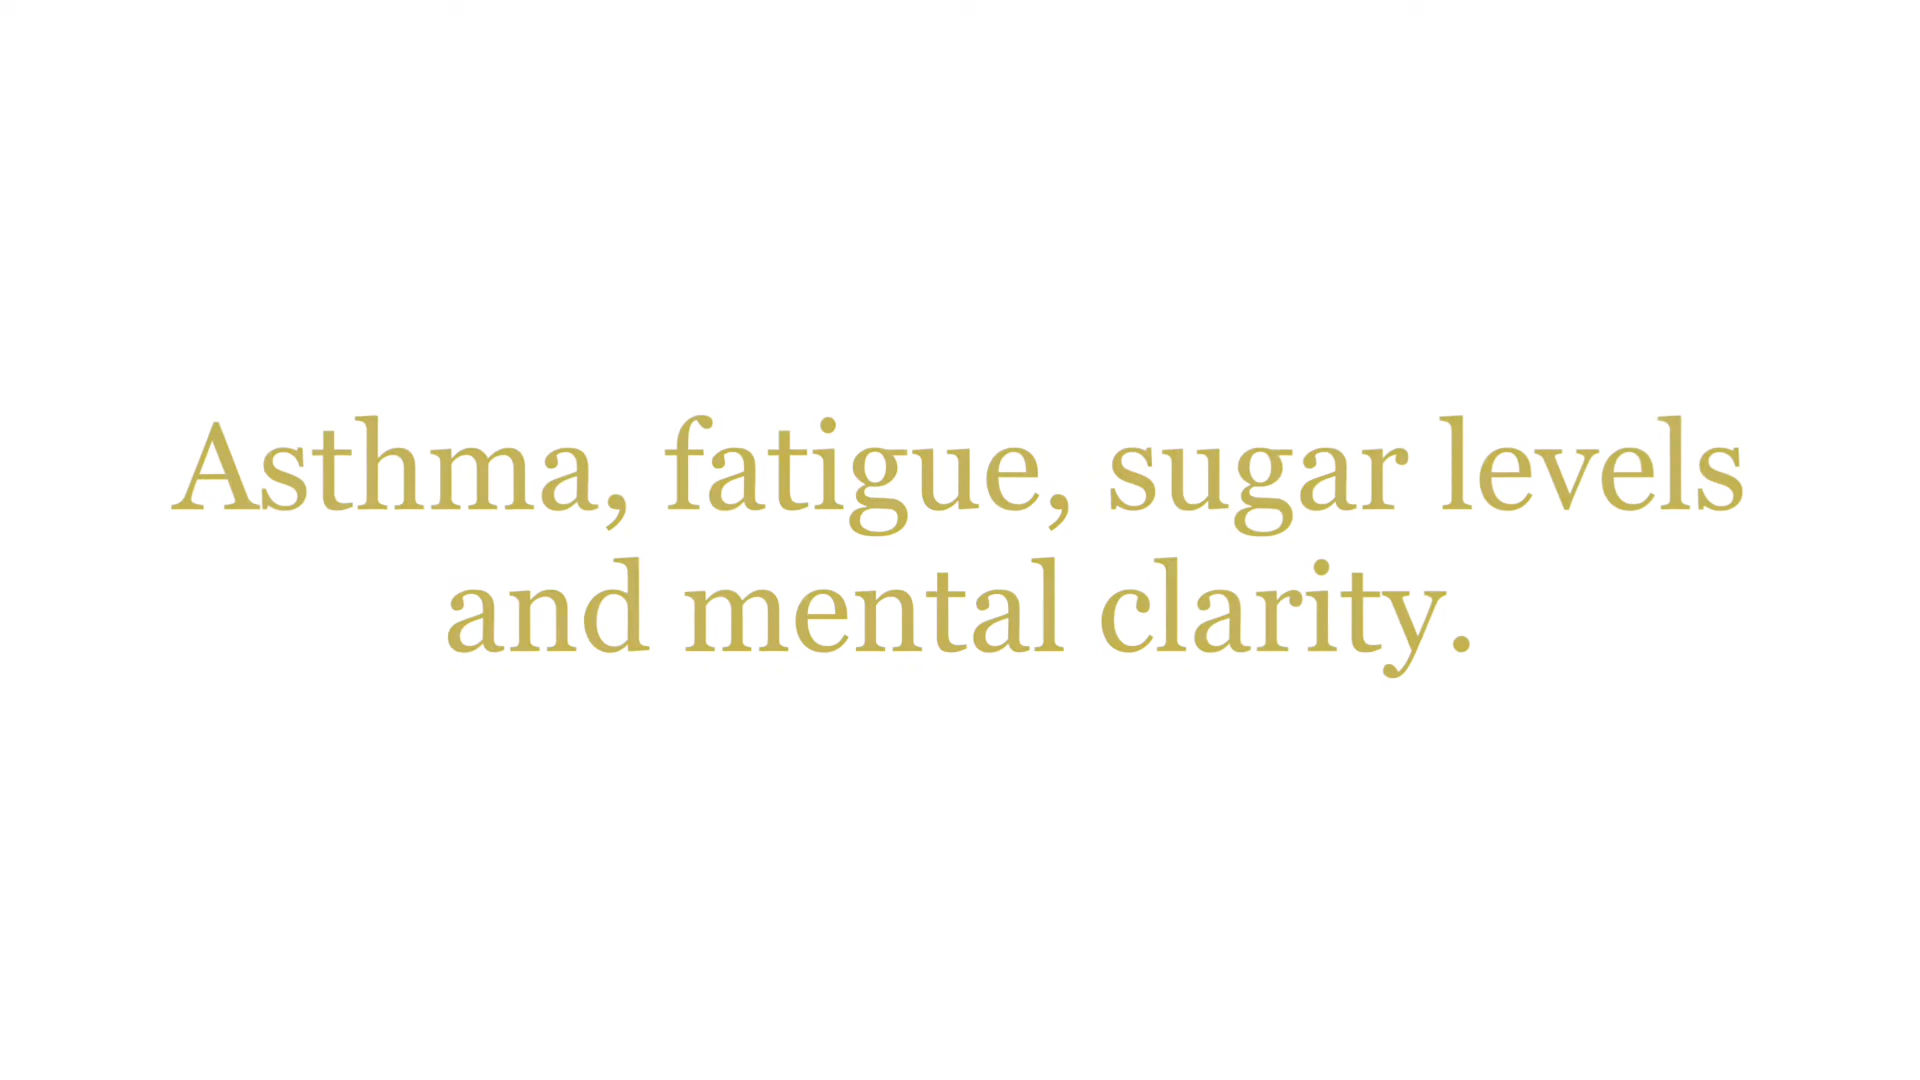 Asthma, fatigue, sugar levels
and mental clarity.